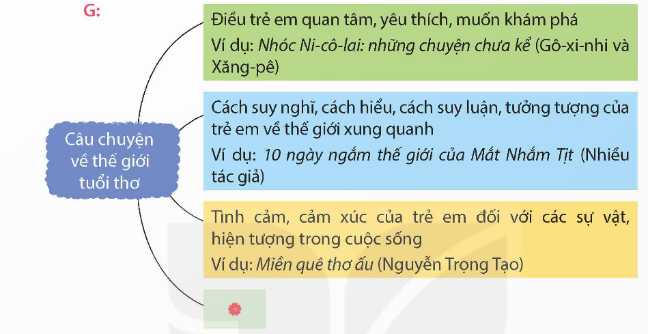 G:
Điều trẻ em quan tâm, yêu thích, muốn khám phá
Ví dụ: Nhóc Ni-cô-lai: những chuyện chưa kể (Gô-xi-nhi và
Xăng-pê)
Cách suy nghĩ, cách hiểu, cách suy luận, tưởng tượng của
trẻ em về thế giới xung quanh
Ví dụ: 10 ngày ngắm thế giới của Mắt Nhắm Tịt (Nhiều
tác giả)
Câu chuyện
về thế giới
tuổi thơ
Tình cảm, cảm xúc của trẻ em đối với các sự vật,
hiện tượng trong cuộc sống
Ví dụ: Miền quê thơ ấu (Nguyễn Trọng Tạo)